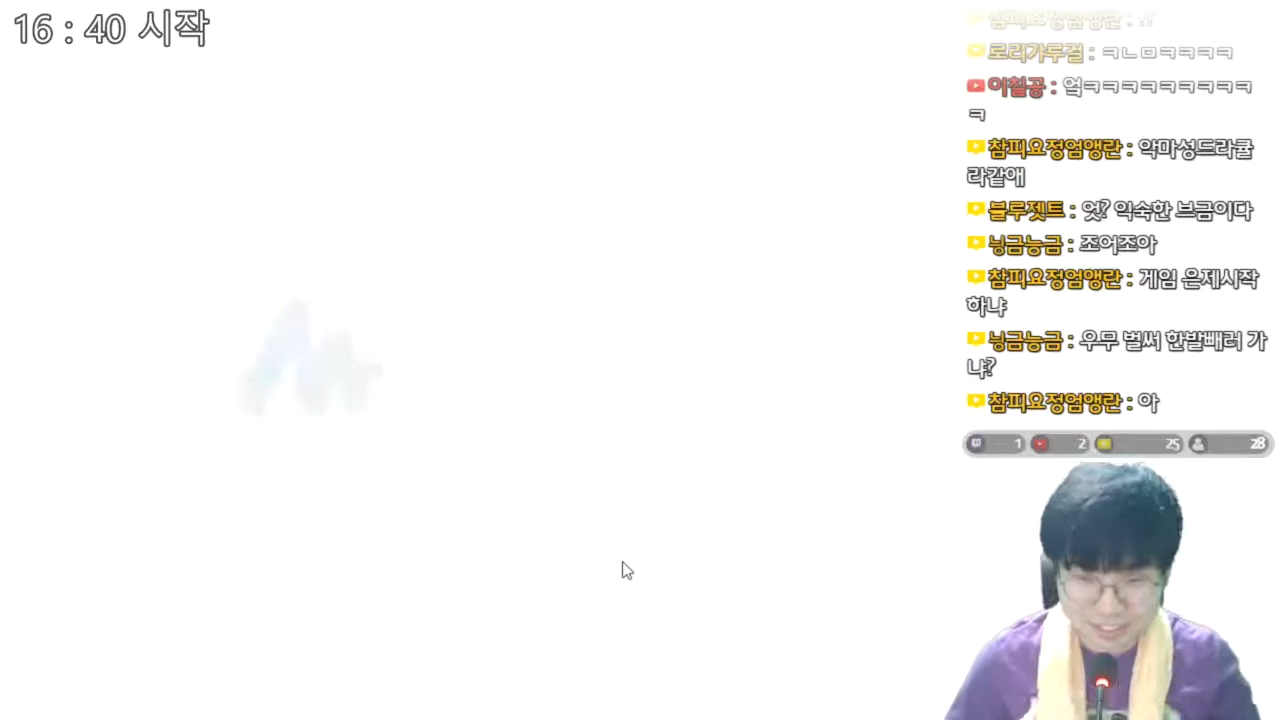 16 : 40 시작
로리가루걸 : ㅋㄴㅁㅋㅋㅋㅋ
이칠꽁 : 엌ㅋㅋㅋㅋㅋㅋㅋㅋㅋ
ㅋ
참피요정엄앵란 : 악마성드라큘
라같애
블루젯트 : 엇? 익숙한 브금이다
닝금능금 : 조어조아
참피요정엄앵란 : 게임 은제시작
하냐
닝금능금 : 우무 벌써 한발빼러 가
냐?
참피요정엄앵란 : 아
1 2 25 28